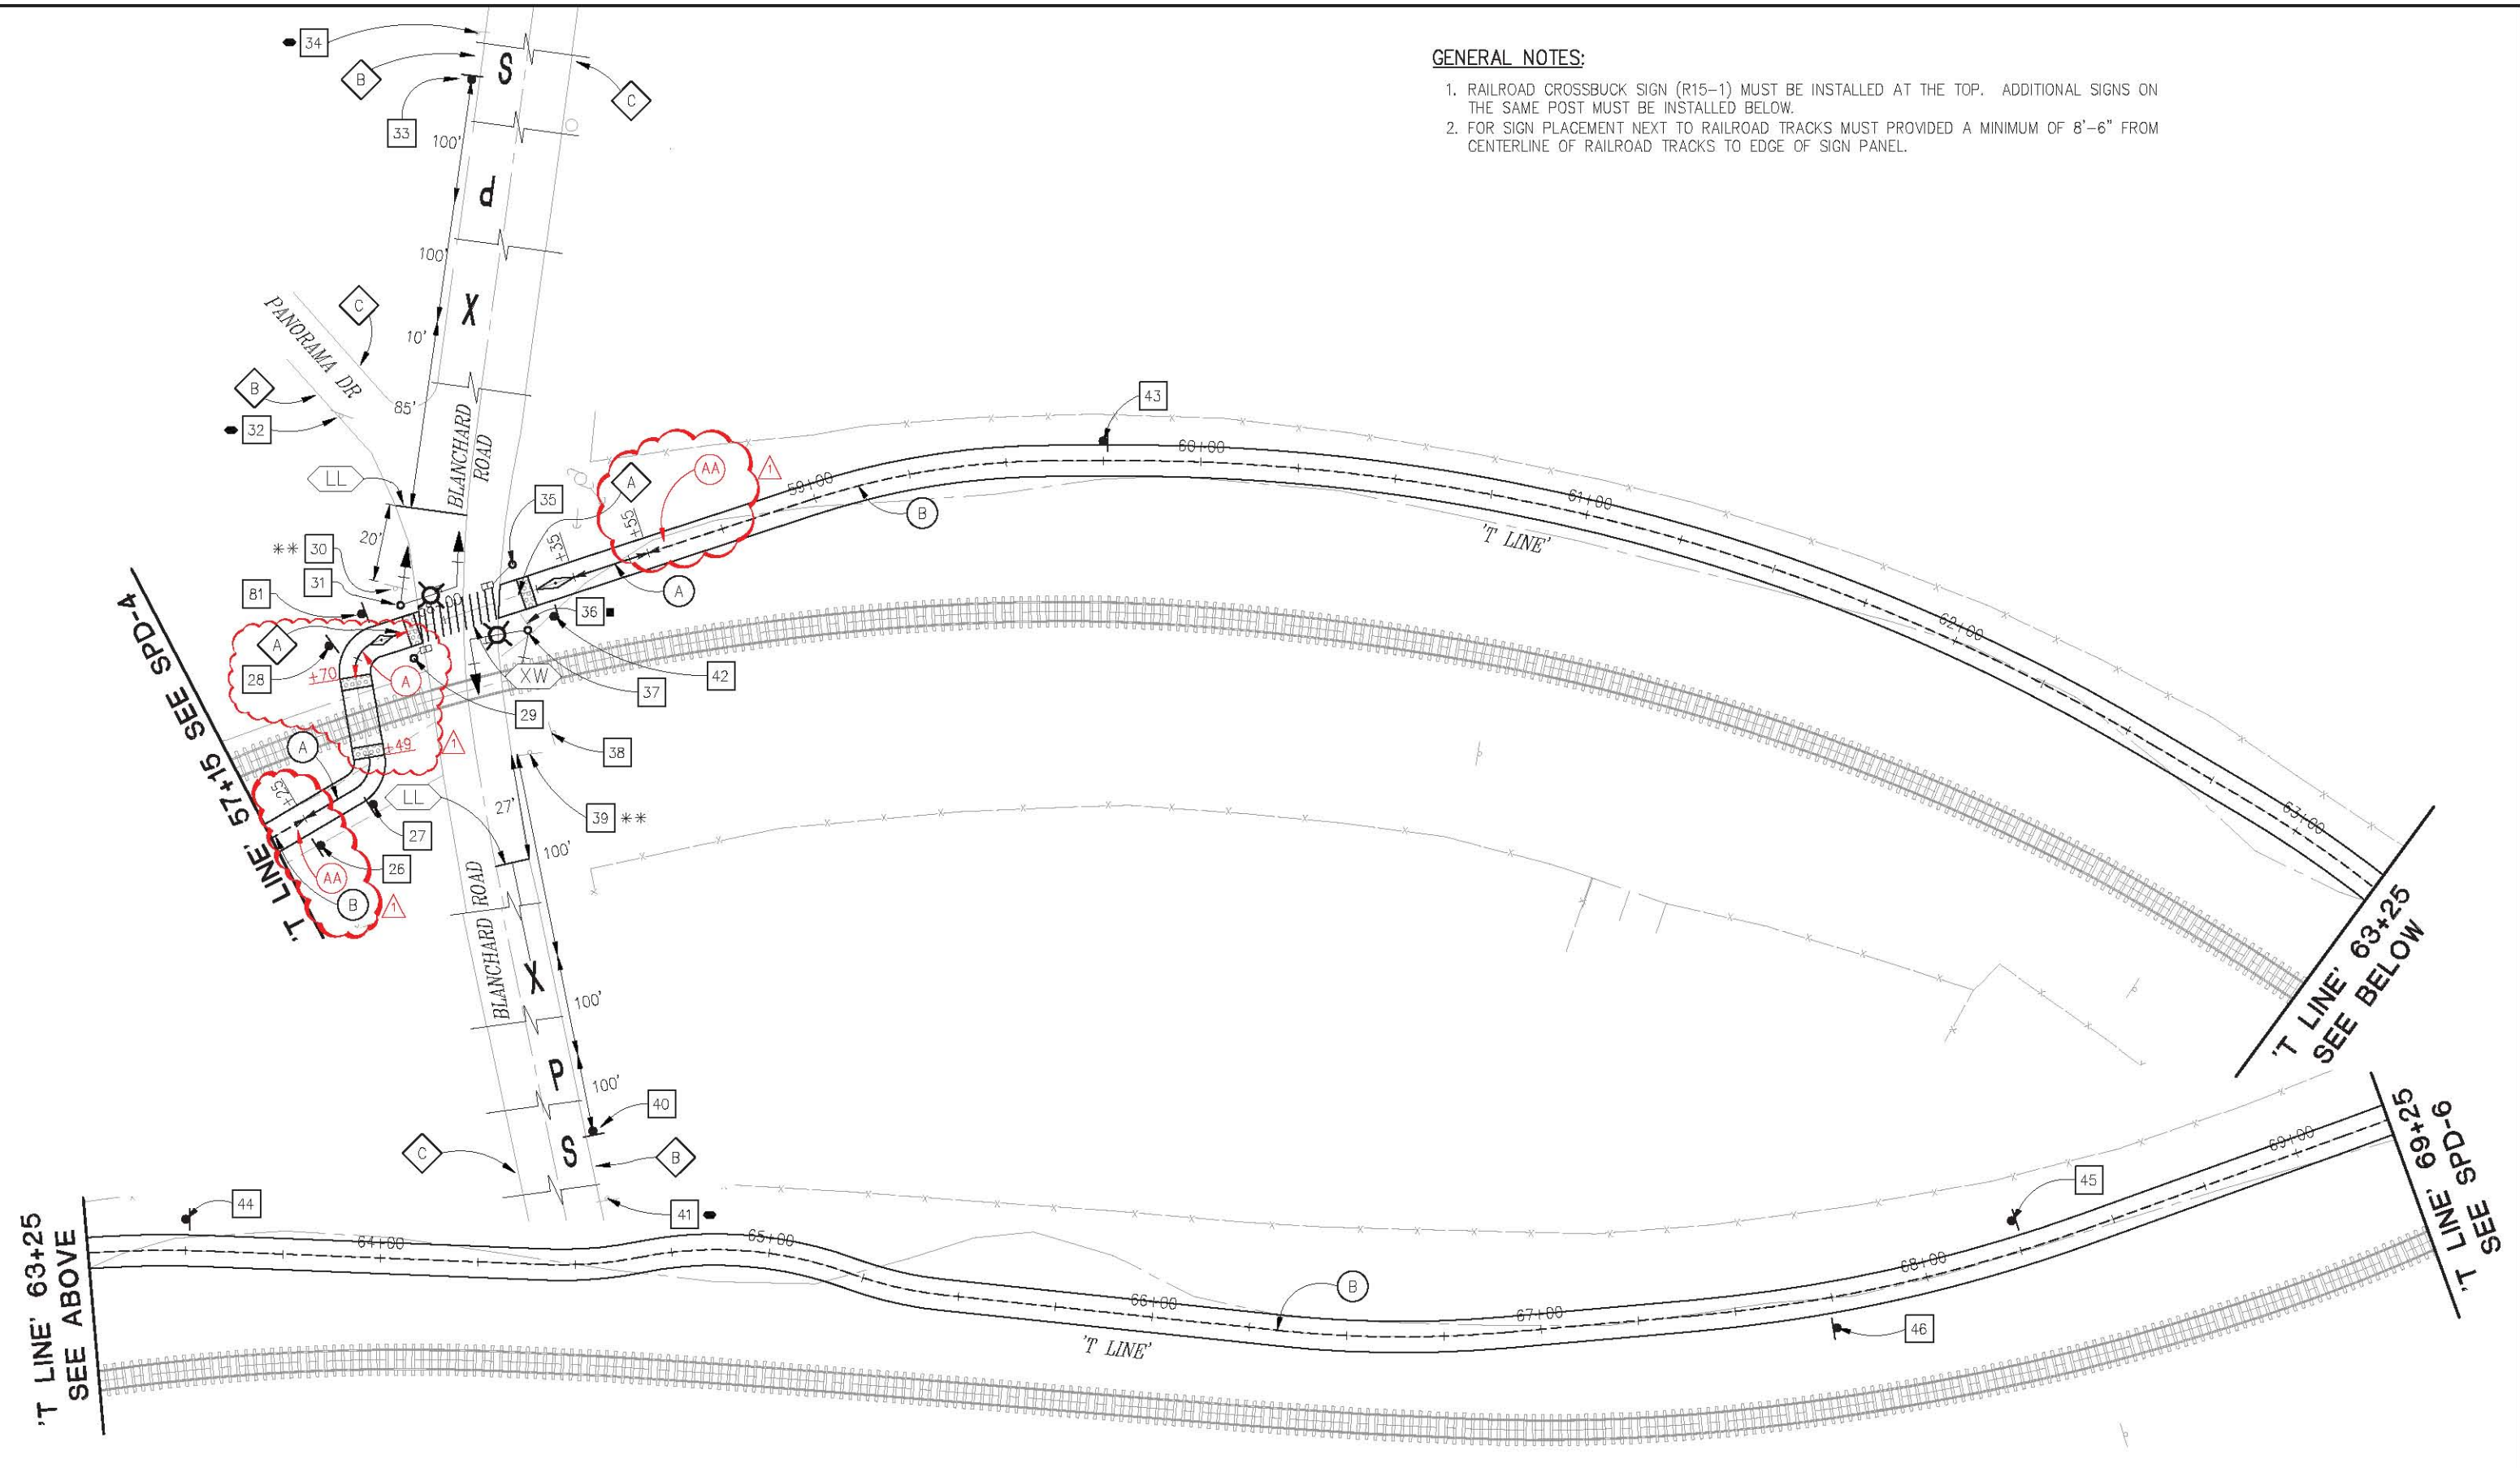 GENERAL NOTES:
1. RAILROAD CROSSBUCK SIGN (R15-1) MUST BE INSTALLED AT THE TOP. ADDITIONAL SIGNS ON
THE SAME POST MUST BE INSTALLED BELOW.
2. FOR SIGN PLACEMENT NEXT TO RAILROAD TRACKS MUST PROVIDED A MINIMUM OF 8'-6" FROM
CENTERLINE OF RAILROAD TRACKS TO EDGE OF SIGN PANEL.
34
B
33
S
C
100'
P
100'
X
10'
C
PANORAMA DR
B
32
85'
BLANCHARD
ROAD
LL
20'
** 30
31
81
A
28
+70
A
+49
1
35
A
AA
1
+55
+35
59+00
B
A
43
60+00
61+00
'T LINE'
62+00
63+00
36
42
XW
37
29
38
39 **
'T LINE' 57+15 SEE SPD-4
A
+25
LL
27
26
AA
B
1
27'
100'
BLANCHARD ROAD
X
100'
P
100'
40
S
C
B
41
'T LINE' 63+25
SEE BELOW
'T LINE' 63+25
SEE ABOVE
44
64+00
65+00
66+00
'T LINE'
B
67+00
68+00
46
45
69+00
'T LINE' 69+25
SEE SPD-6